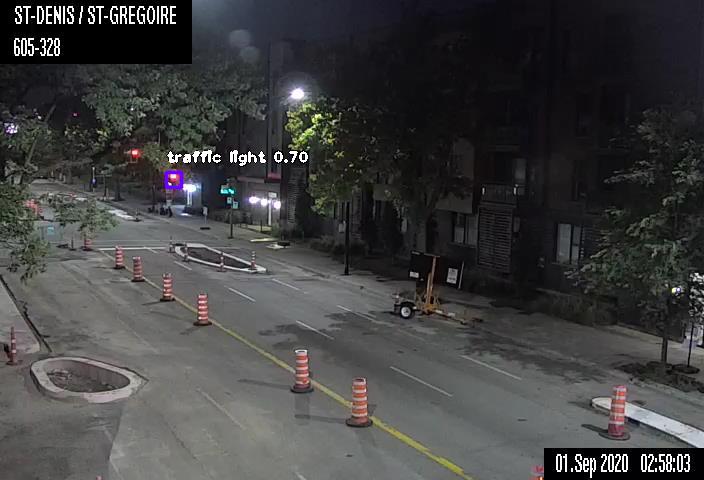 ST-DENIS / ST-GREGOIRE
605-328
traffic light 0.70
01.Sep 2020 02:58:03